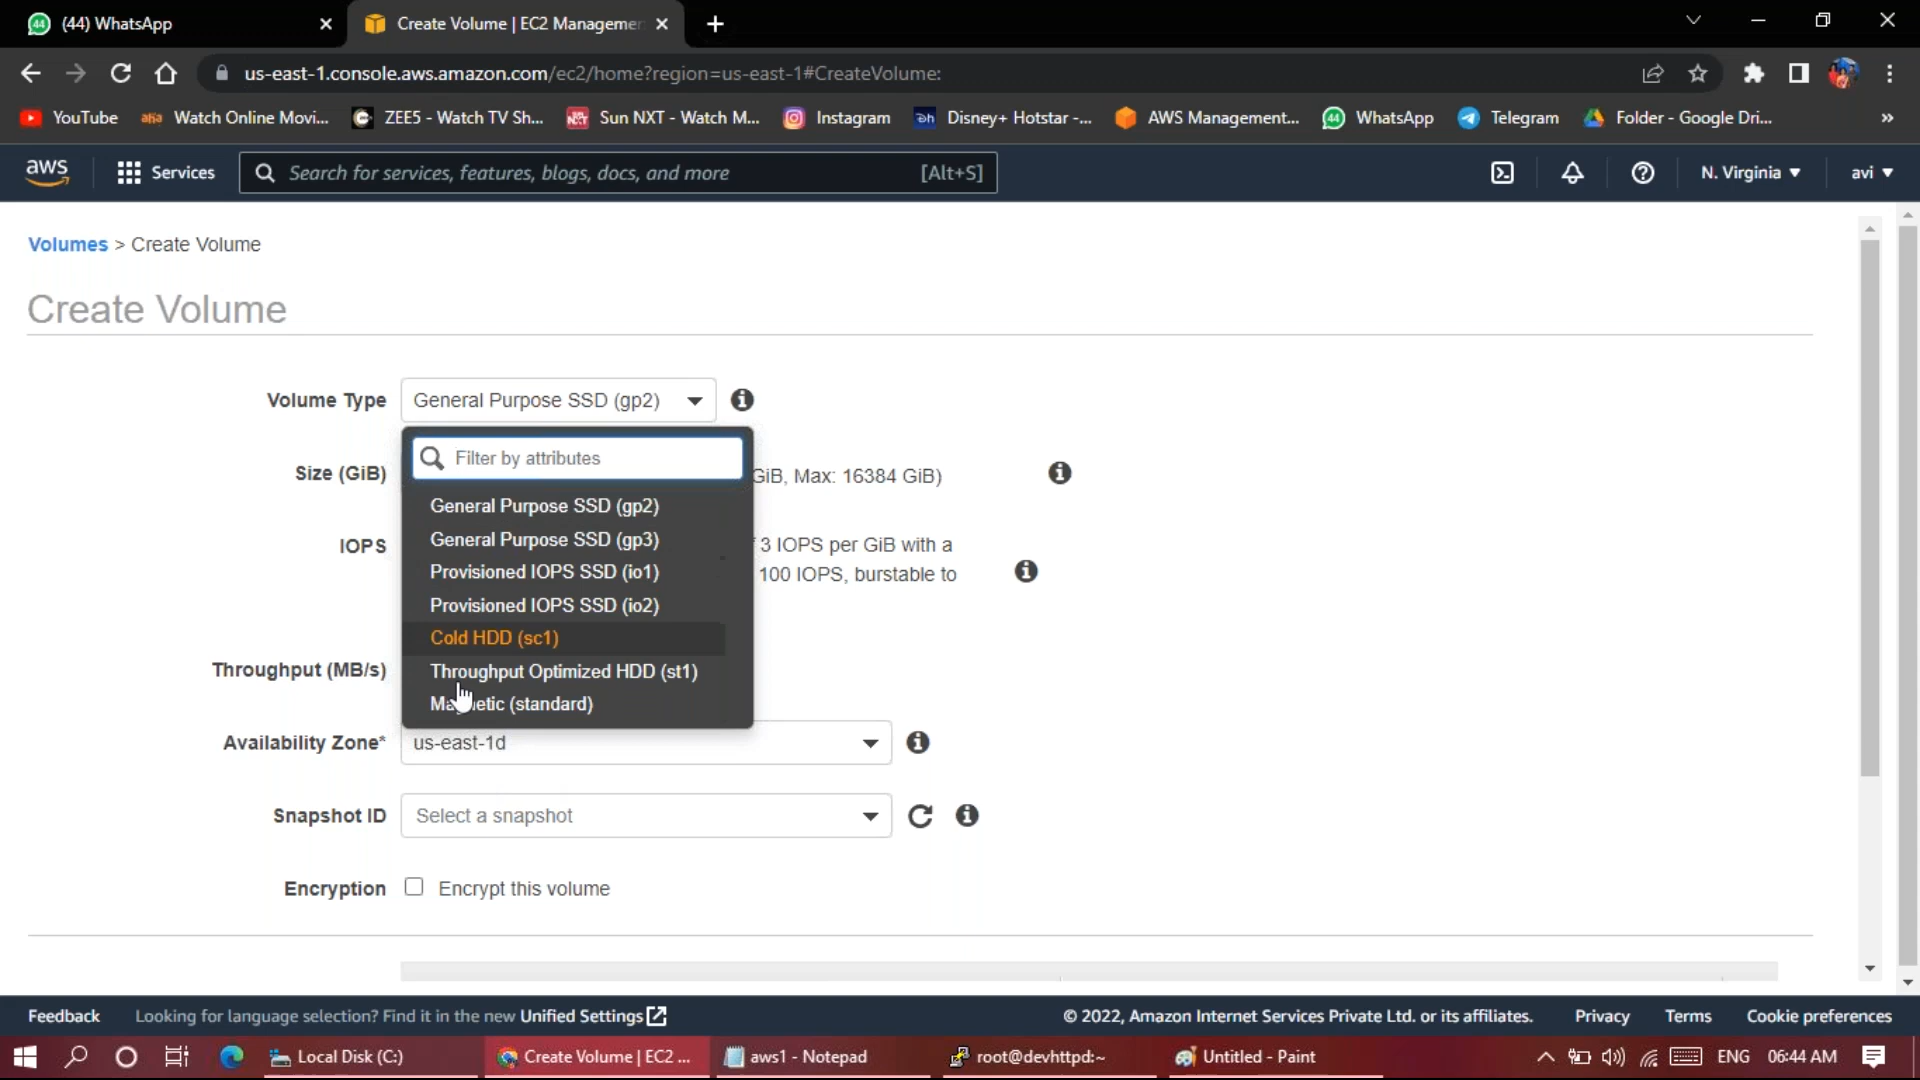 44 (44) WhatsApp
Create Volume | EC2 Managemen
us-east-1.console.aws.amazon.com/ec2/home?region=us-east-1#CreateVolume:
YouTube
aha Watch Online Movi...
ZEE5 - Watch TV Sh...
Sun NXT - Watch M...
Instagram
Disney+ Hotstar -...
AWS Management...
44 WhatsApp
Telegram
Folder - Google Dri...
aws
Services
Search for services, features, blogs, docs, and more [Alt+S]
N. Virginia
avi
Volumes > Create Volume
Create Volume
Volume Type General Purpose SSD (gp2)
Filter by attributes
Size (GiB) GiB, Max: 16384 GiB)
General Purpose SSD (gp2)
General Purpose SSD (gp3)
IOPS 3 IOPS per GiB with a
100 IOPS, burstable to
Provisioned IOPS SSD (io1)
Provisioned IOPS SSD (io2)
Cold HDD (sc1)
Throughput (MB/s)
Throughput Optimized HDD (st1)
(standard)
Availability Zone* us-east-1d
Snapshot ID Select a snapshot
Encryption Encrypt this volume
Feedback
Looking for language selection? Find it in the new Unified Settings
© 2022, Amazon Internet Services Private Ltd. or its affiliates.
Privacy
Terms
Cookie preferences
Local Disk (C:)
Create Volume | EC2 ...
aws1 - Notepad
root@devhttpd:~
Untitled - Paint
ENG
06:44 AM